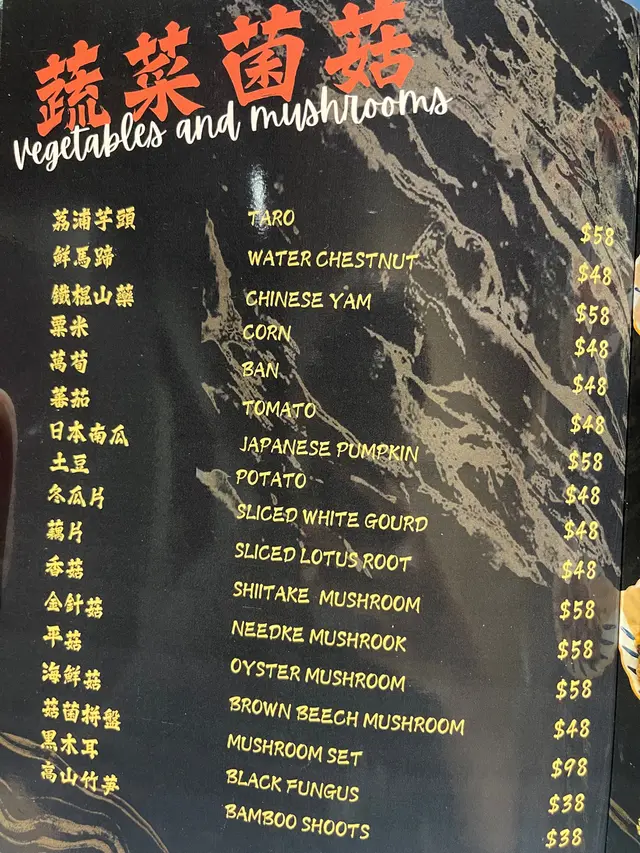 蔬菜菌菇
vegetables and mushrooms
荔浦芋頭 TARO $58
鮮馬蹄 WATER CHESTNUT $48
鐵棍山藥 CHINESE YAM $58
粟米 CORN $48
萵荀 BAN $48
蕃茄 TOMATO $48
日本南瓜 JAPANESE PUMPKIN $58
土豆 POTATO $48
冬瓜片 SLICED WHITE GOURD $48
藕片 SLICED LOTUS ROOT $48
香菇 SHIITAKE MUSHROOM $58
金針菇 NEEDKE MUSHROOK $58
平菇 OYSTER MUSHROOM $58
海鮮菇 BROWN BEECH MUSHROOM $48
菇菌拼盤 MUSHROOM SET $98
黑木耳 BLACK FUNGUS $38
高山竹笋 BAMBOO SHOOTS $38